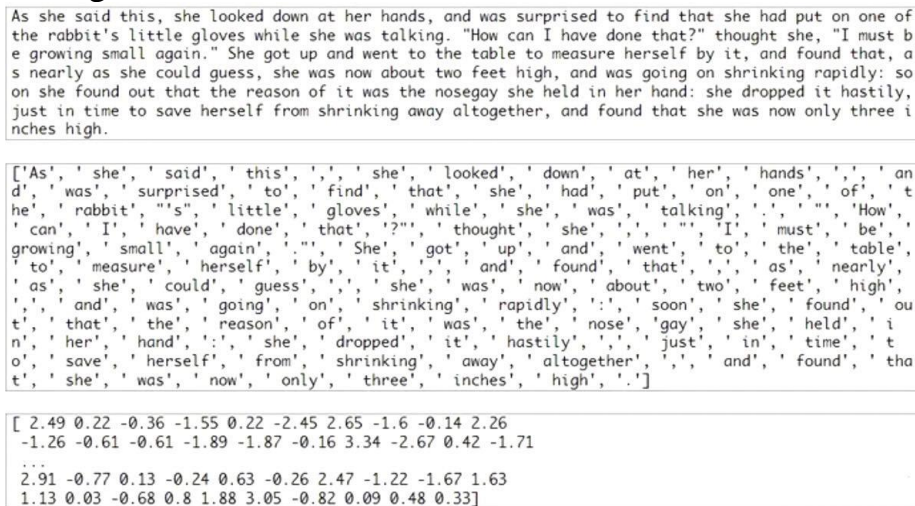 As she said this, she looked down at her hands, and was surprised to find that she had put on one of
the rabbit's little gloves while she was talking. "How can I have done that?" thought she, "I must b
e growing small again." She got up and went to the table to measure herself by it, and found that, a
s nearly as she could guess, she was now about two feet high, and was going on shrinking rapidly: so
on she found out that the reason of it was the nosegay she held in her hand: she dropped it hastily,
just in time to save herself from shrinking away altogether, and found that she was now only three i
nches high.
['As', ' she', ' said', ' this', ',', ' she', ' looked', ' down', ' at', ' her', ' hands', ',', ' an
d', ' was', ' surprised', ' to', ' find', ' that', ' she', ' had', ' put', ' on', ' one', ' of', ' t
he', ' rabbit', "'s", ' little', ' gloves', ' while', ' she', ' was', ' talking', '.', ' "', 'How',
' can', ' I', ' have', ' done', ' that', '?"', ' thought', ' she', ',', ' "', 'I', ' must', ' be', '
growing', ' small', ' again', '."', ' She', ' got', ' up', ' and', ' went', ' to', ' the', ' table',
' to', ' measure', ' herself', ' by', ' it', ',', ' and', ' found', ' that', ',', ' as', ' nearly',
' as', ' she', ' could', ' guess', ',', ' she', ' was', ' now', ' about', ' two', ' feet', ' high',
',', ' and', ' was', ' going', ' on', ' shrinking', ' rapidly', ':', ' soon', ' she', ' found', ' ou
t', ' that', ' the', ' reason', ' of', ' it', ' was', ' the', ' nose', 'gay', ' she', ' held', ' i
n', ' her', ' hand', ':', ' she', ' dropped', ' it', ' hastily', ',', ' just', ' in', ' time', ' t
o', ' save', ' herself', ' from', ' shrinking', ' away', ' altogether', ',', ' and', ' found', ' tha
t', ' she', ' was', ' now', ' only', ' three', ' inches', ' high', '.']
[ 2.49 0.22 -0.36 -1.55 0.22 -2.45 2.65 -1.6 -0.14 2.26
-1.26 -0.61 -0.61 -1.89 -1.87 -0.16 3.34 -2.67 0.42 -1.71
...
2.91 -0.77 0.13 -0.24 0.63 -0.26 2.47 -1.22 -1.67 1.63
1.13 0.03 -0.68 0.8 1.88 3.05 -0.82 0.09 0.48 0.33]